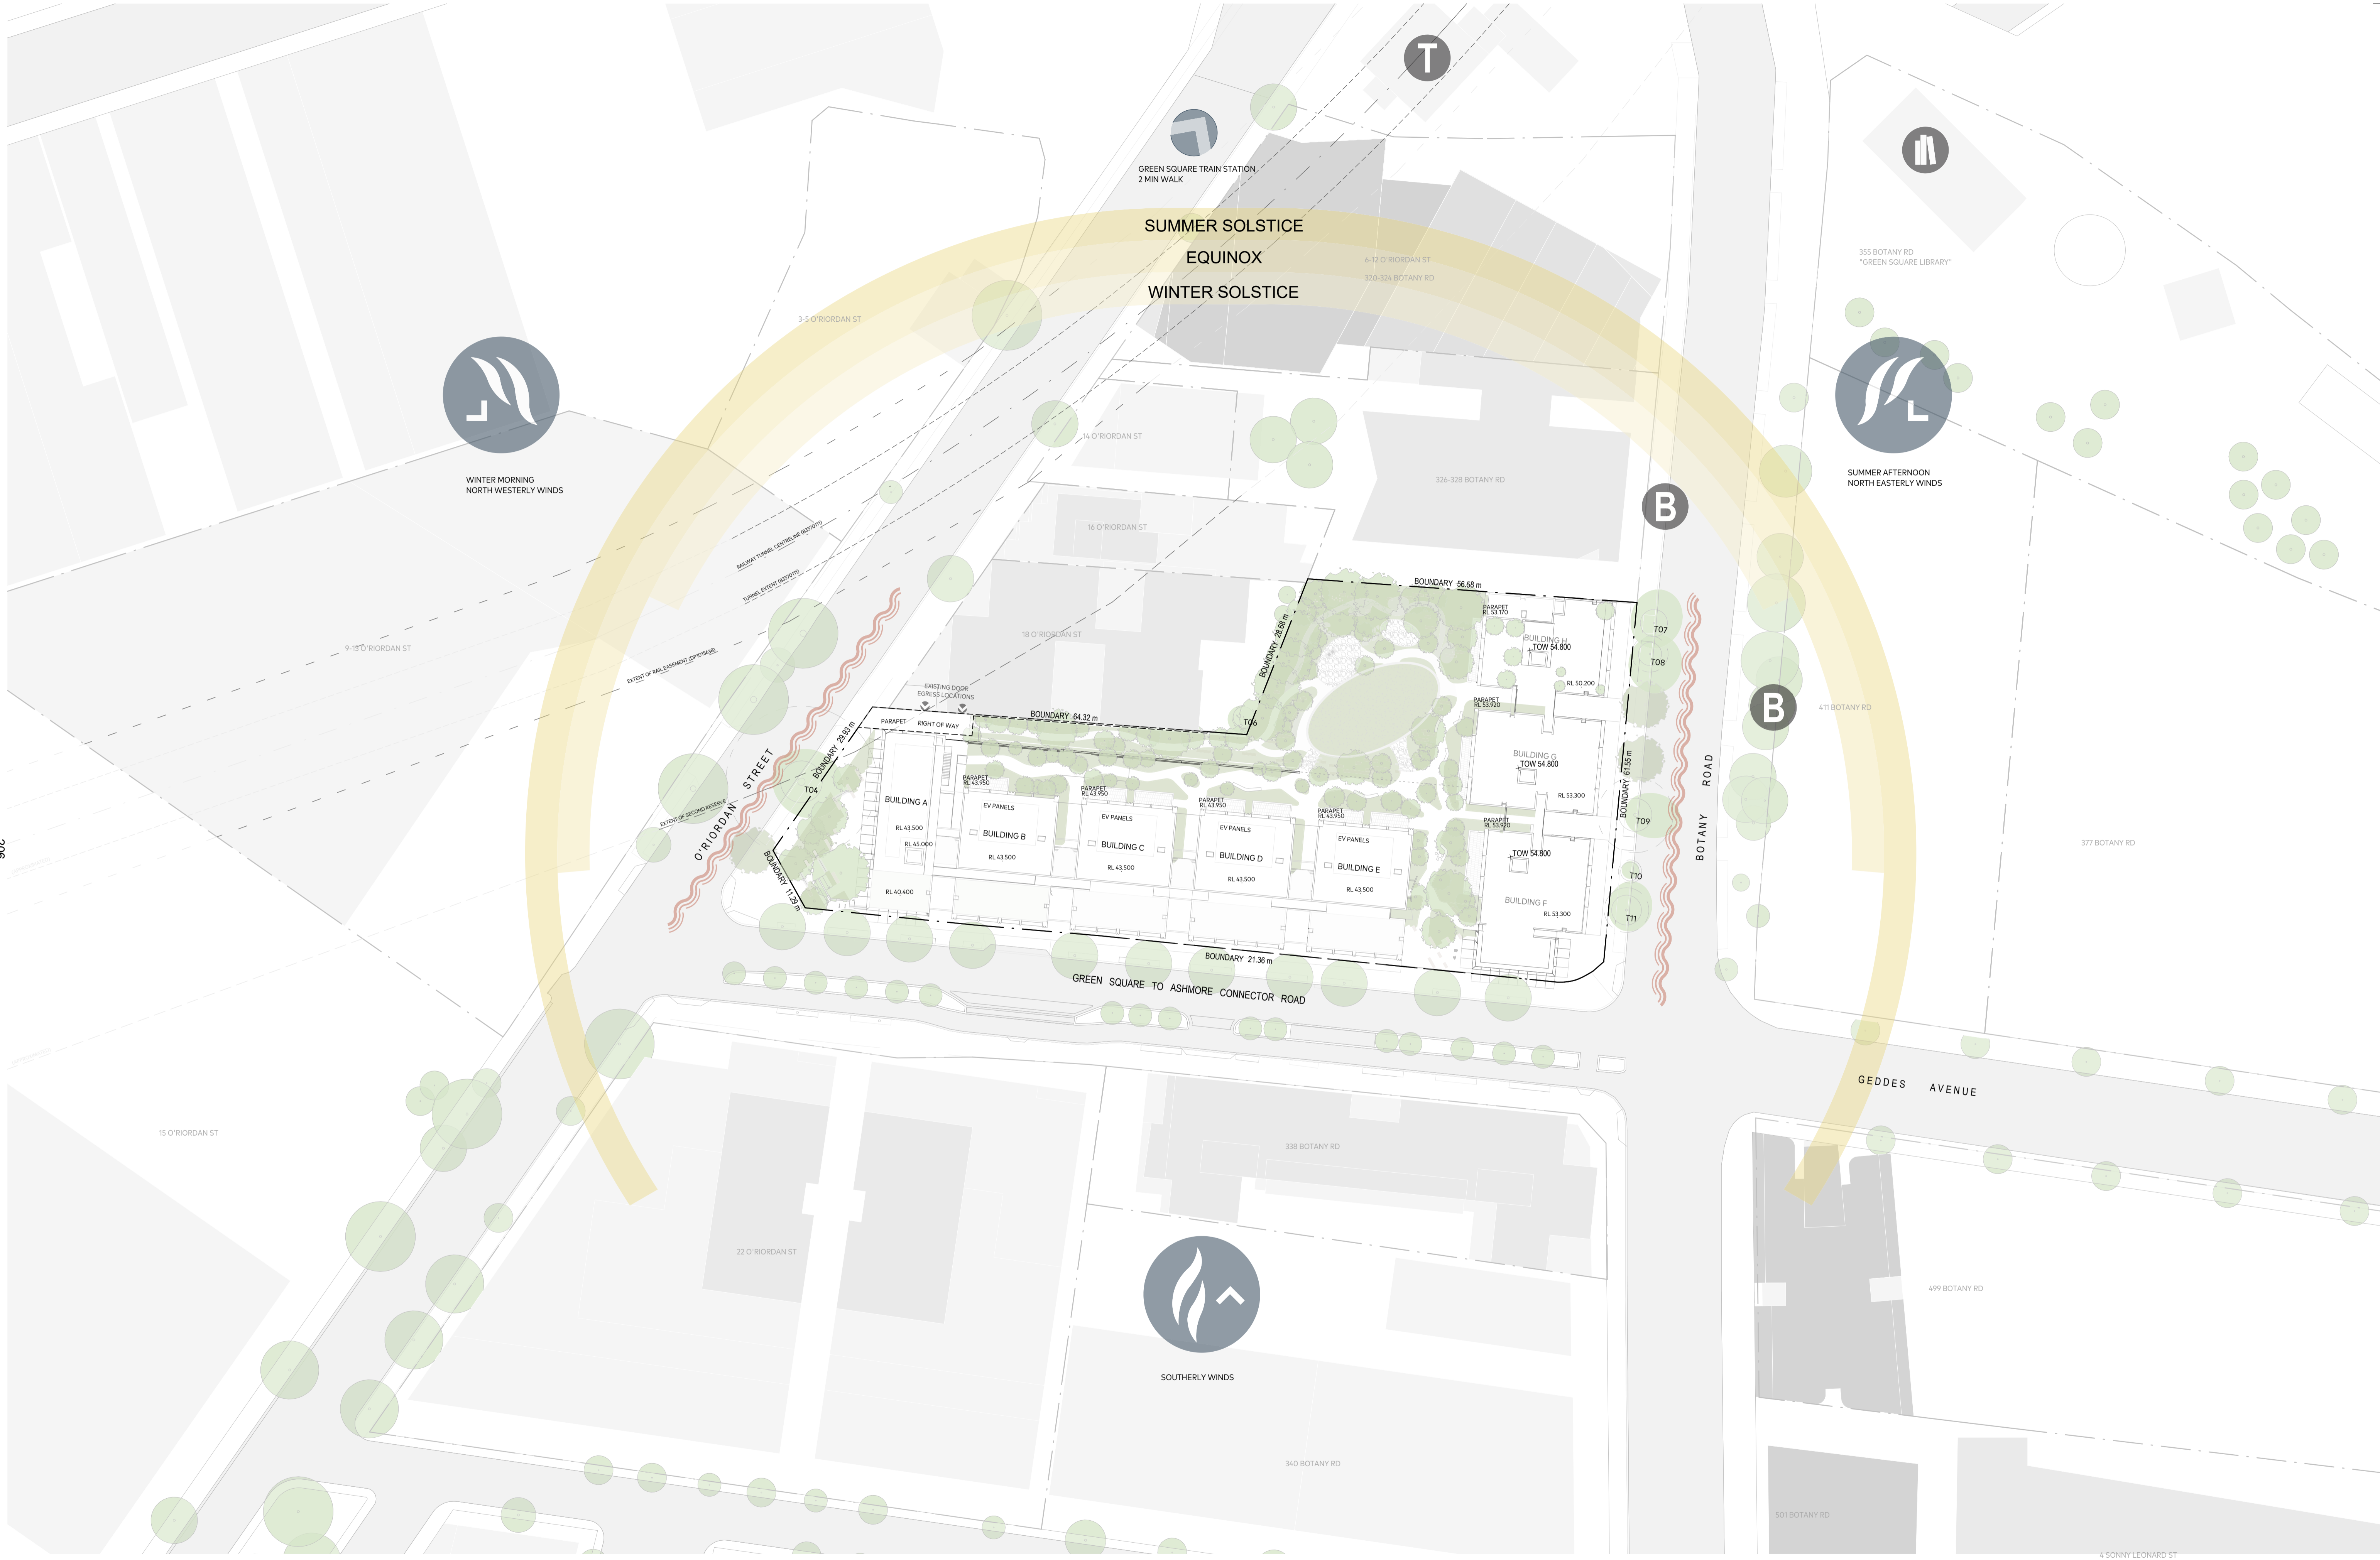 T
GREEN SQUARE TRAIN STATION
2 MIN WALK
SUMMER SOLSTICE
EQUINOX
WINTER SOLSTICE
6-12 O'RIORDAN ST
320-324 BOTANY RD
355 BOTANY RD
"GREEN SQUARE LIBRARY"
3-5 O'RIORDAN ST
WINTER MORNING
NORTH WESTERLY WINDS
SUMMER AFTERNOON
NORTH EASTERLY WINDS
14 O'RIORDAN ST
326-328 BOTANY RD
B
16 O'RIORDAN ST
RAILWAY TUNNEL CENTRELINE (83370117)
TUNNEL EXTENT (83370117)
18 O'RIORDAN ST
9-13 O'RIORDAN ST
BOUNDARY 56.58 m
BOUNDARY 28.68 m
PARAPET
RL 53.170
BUILDING H
TOW 54.800
RL 50.200
T07
T08
EXISTING DOOR
EGRESS LOCATIONS
PARAPET
RIGHT OF WAY
BOUNDARY 64.32 m
T06
PARAPET
RL 53.920
B
411 BOTANY RD
BOUNDARY 29.93 m
T04
O'RIORDAN STREET
EXTENT OF SECOND RESERVE
BUILDING G
TOW 54.800
RL 53.300
BOUNDARY 61.55 m
BOTANY ROAD
PARAPET
RL 43.950
PARAPET
RL 43.950
PARAPET
RL 43.950
PARAPET
RL 43.950
PARAPET
RL 53.920
T09
BUILDING A
RL 43.500
RL 45.000
RL 40.400
EV PANELS
BUILDING B
RL 43.500
EV PANELS
BUILDING C
RL 43.500
EV PANELS
BUILDING D
RL 43.500
EV PANELS
BUILDING E
RL 43.500
TOW 54.800
BUILDING F
RL 53.300
T10
T11
377 BOTANY RD
BOUNDARY 11.29 m
BOUNDARY 21.36 m
GREEN SQUARE TO ASHMORE CONNECTOR ROAD
GEDDES AVENUE
15 O'RIORDAN ST
338 BOTANY RD
22 O'RIORDAN ST
499 BOTANY RD
SOUTHERLY WINDS
340 BOTANY RD
501 BOTANY RD
4 SONNY LEONARD ST